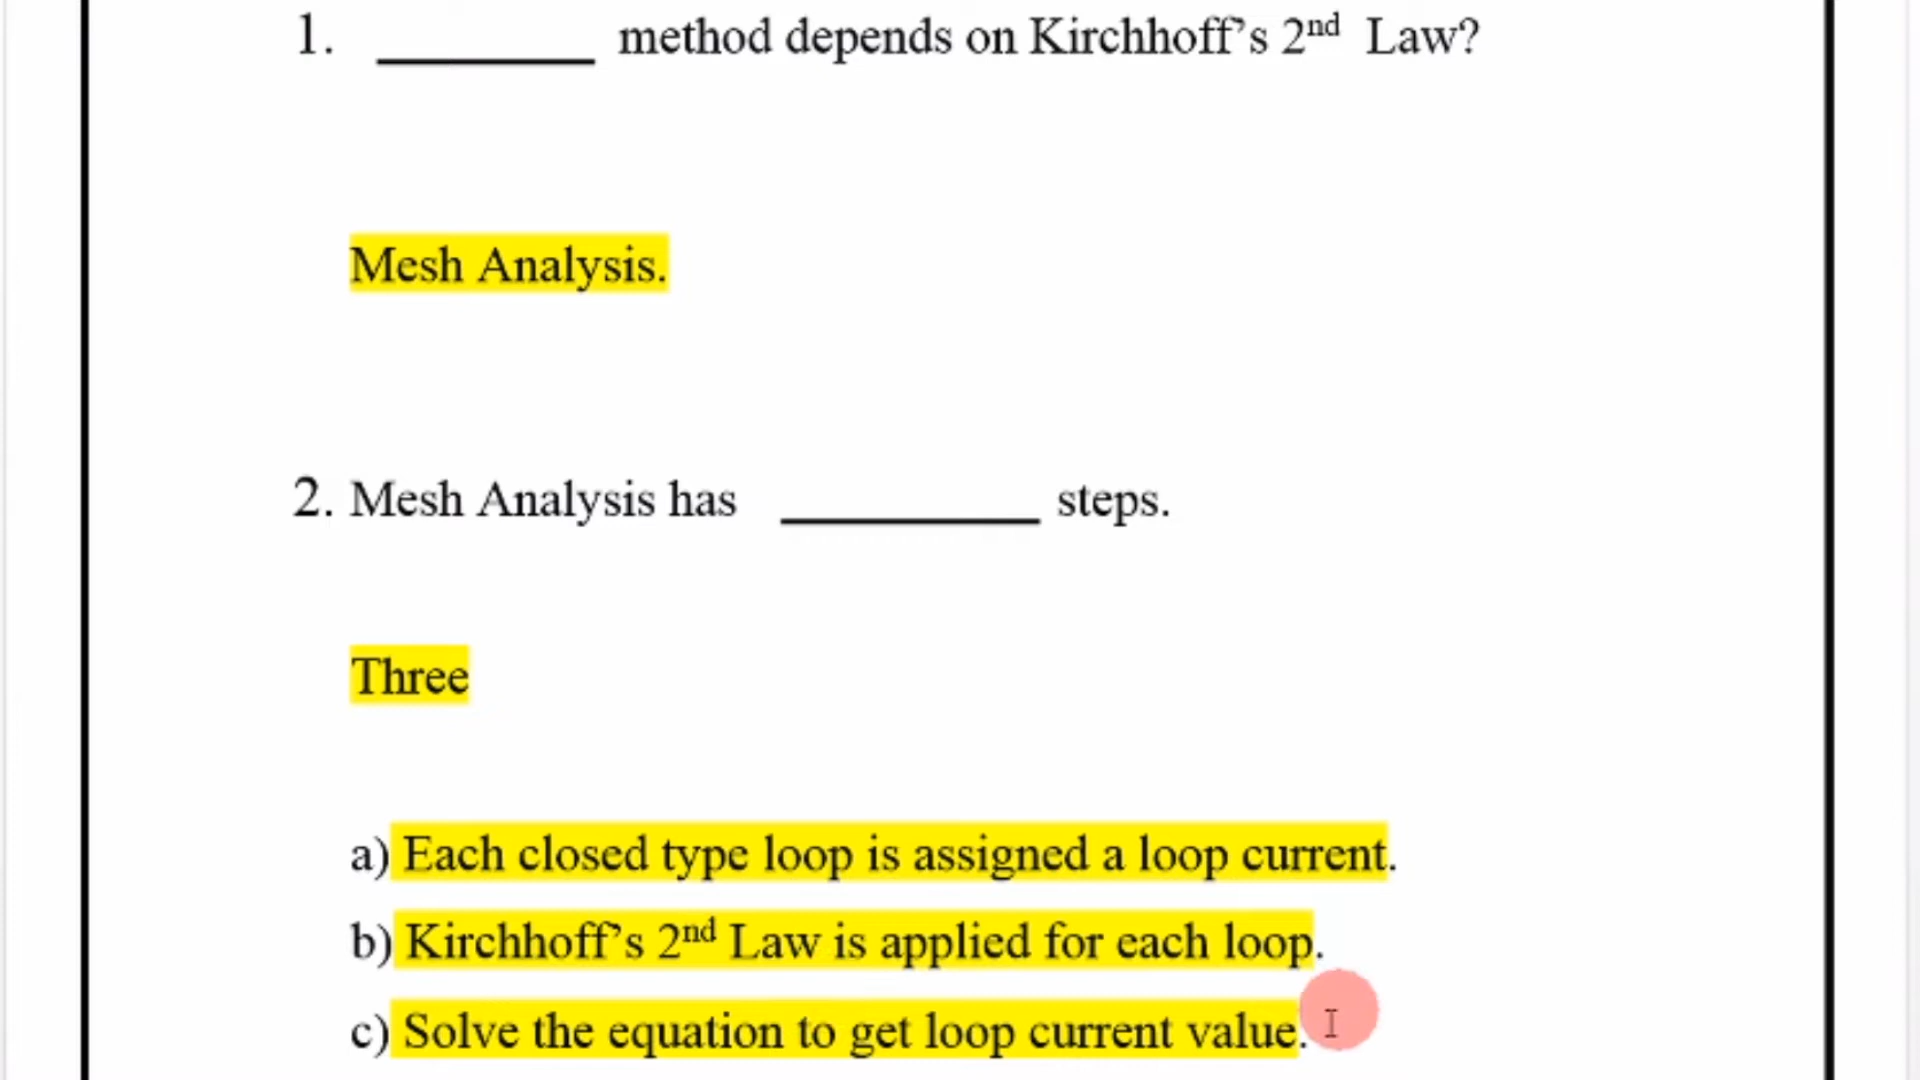 1. ________ method depends on Kirchhoff’s 2nd Law?
Mesh Analysis.
2. Mesh Analysis has __________ steps.
Three
a) Each closed type loop is assigned a loop current.
b) Kirchhoff’s 2nd Law is applied for each loop.
c) Solve the equation to get loop current value.